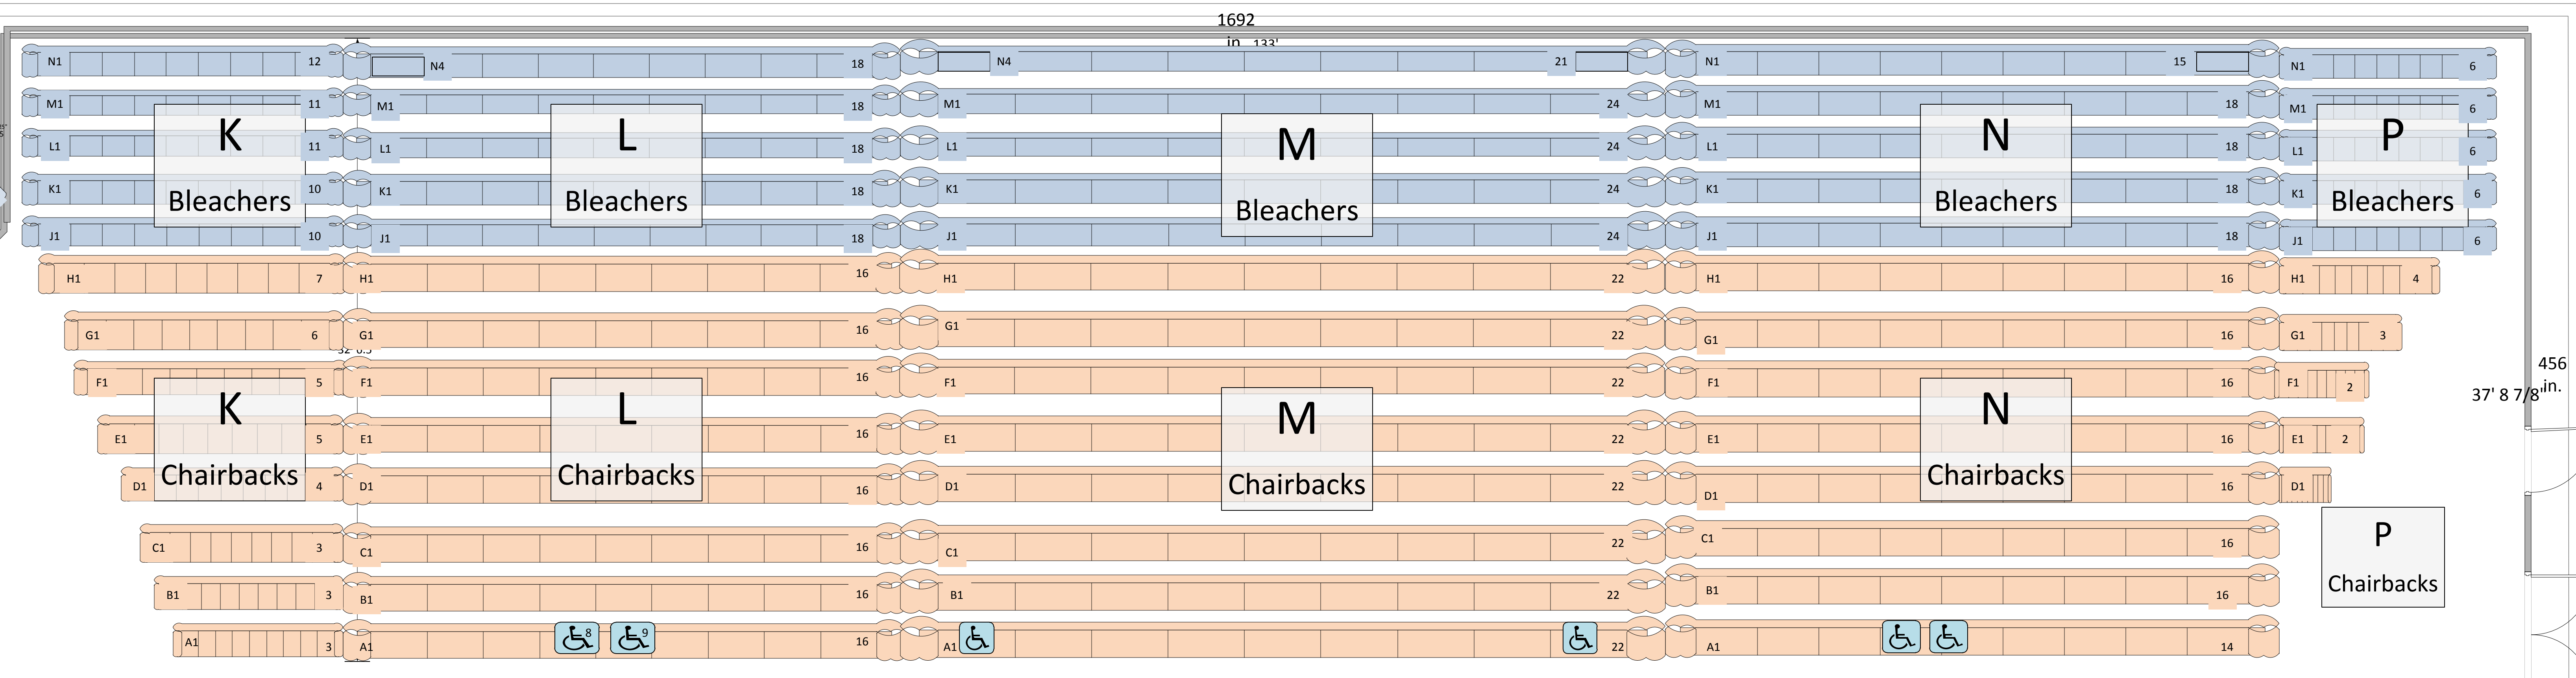 1692
in. 133'
N1 12 N4 18 N4 21 N1 15 N1 6
M1 11 M1 18 M1 24 M1 18 M1 6
L1 11 L1 18 L1 24 L1 18 L1 6
K1 10 K1 18 K1 24 K1 18 K1 6
J1 10 J1 18 J1 24 J1 18 J1 6
K L M N P
Bleachers Bleachers Bleachers Bleachers Bleachers
H1 7 H1 16 H1 22 H1 16 H1 4
G1 6 G1 16 G1 22 G1 16 G1 3
F1 5 F1 16 F1 22 F1 16 F1 2
E1 5 E1 16 E1 22 E1 16 E1 2
D1 4 D1 16 D1 22 D1 16 D1
K L M N
Chairbacks Chairbacks Chairbacks Chairbacks
456
in.
37' 8 7/8"
C1 3 C1 16 C1 22 C1 16
B1 3 B1 16 B1 22 B1 16
A1 3 A1 8 9 16 A1 22 A1 14
P
Chairbacks